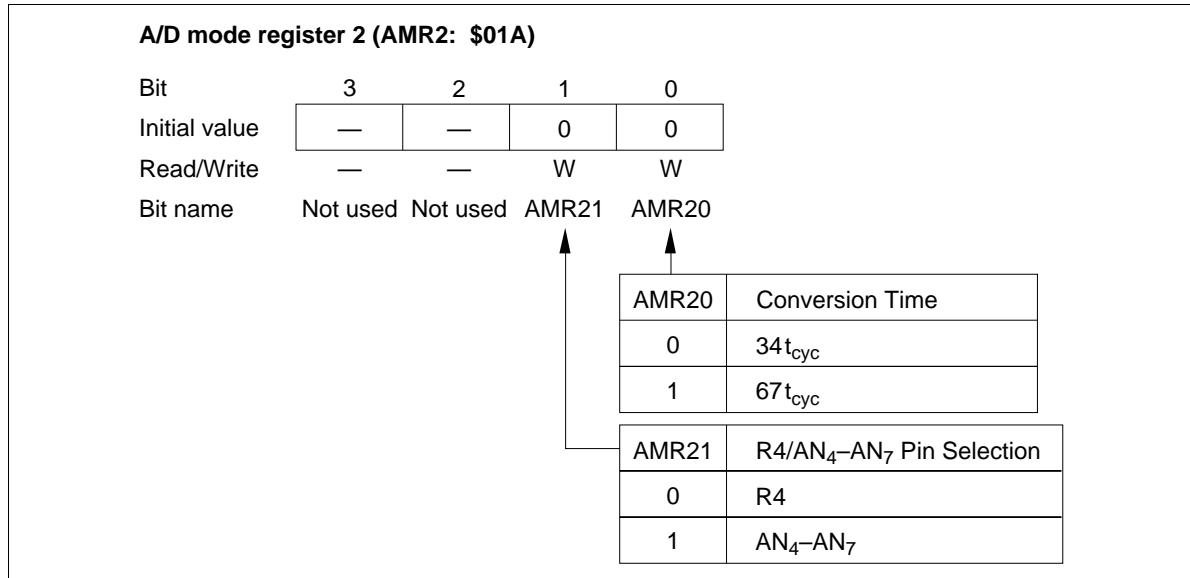 A/D mode register 2 (AMR2: $01A)
Bit 3 2 1 0
Initial value — — 0 0
Read/Write — — W W
Bit name Not used Not used AMR21 AMR20
AMR20 Conversion Time
0 34tcyc
1 67tcyc
AMR21 R4/AN4–AN7 Pin Selection
0 R4
1 AN4–AN7